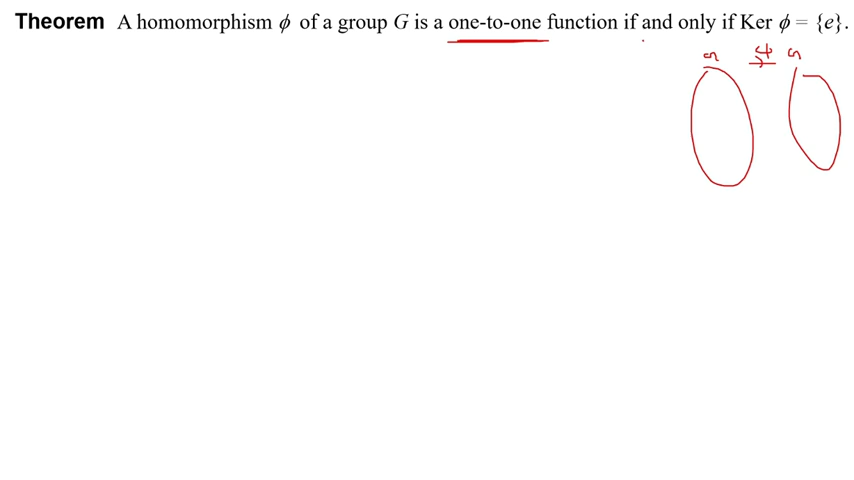 Theorem A homomorphism ϕ of a group G is a one-to-one function if and only if Ker ϕ = {e}.